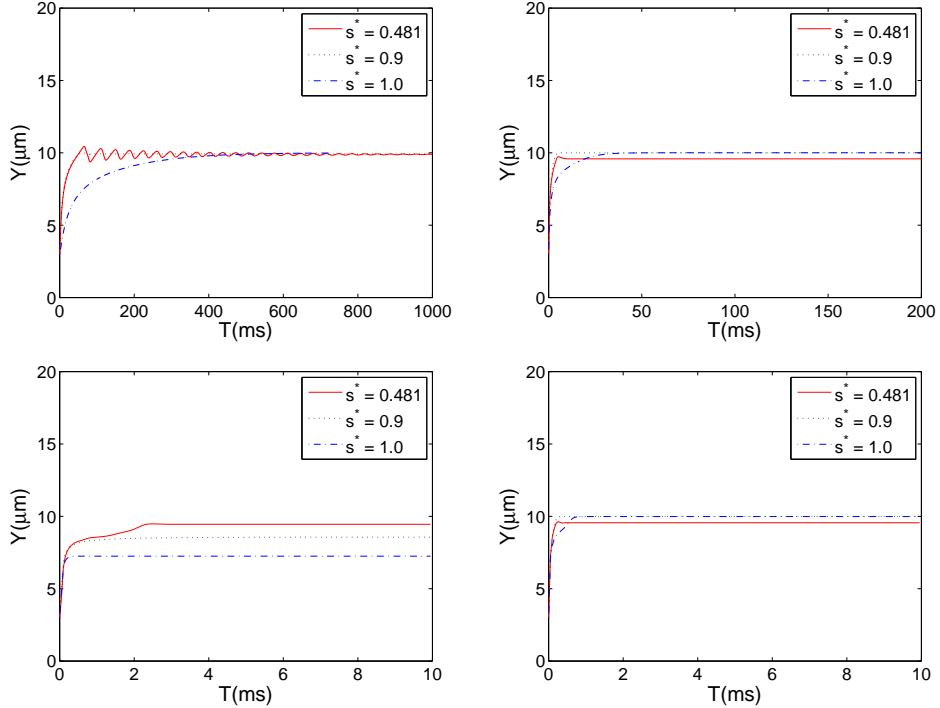 20
15
10
5
0
Y(μm)
s* = 0.481
s* = 0.9
s* = 1.0
0 200 400 600 800 1000
T(ms)
20
15
10
5
0
Y(μm)
s* = 0.481
s* = 0.9
s* = 1.0
0 50 100 150 200
T(ms)
20
15
10
5
0
Y(μm)
s* = 0.481
s* = 0.9
s* = 1.0
0 2 4 6 8 10
T(ms)
20
15
10
5
0
Y(μm)
s* = 0.481
s* = 0.9
s* = 1.0
0 2 4 6 8 10
T(ms)